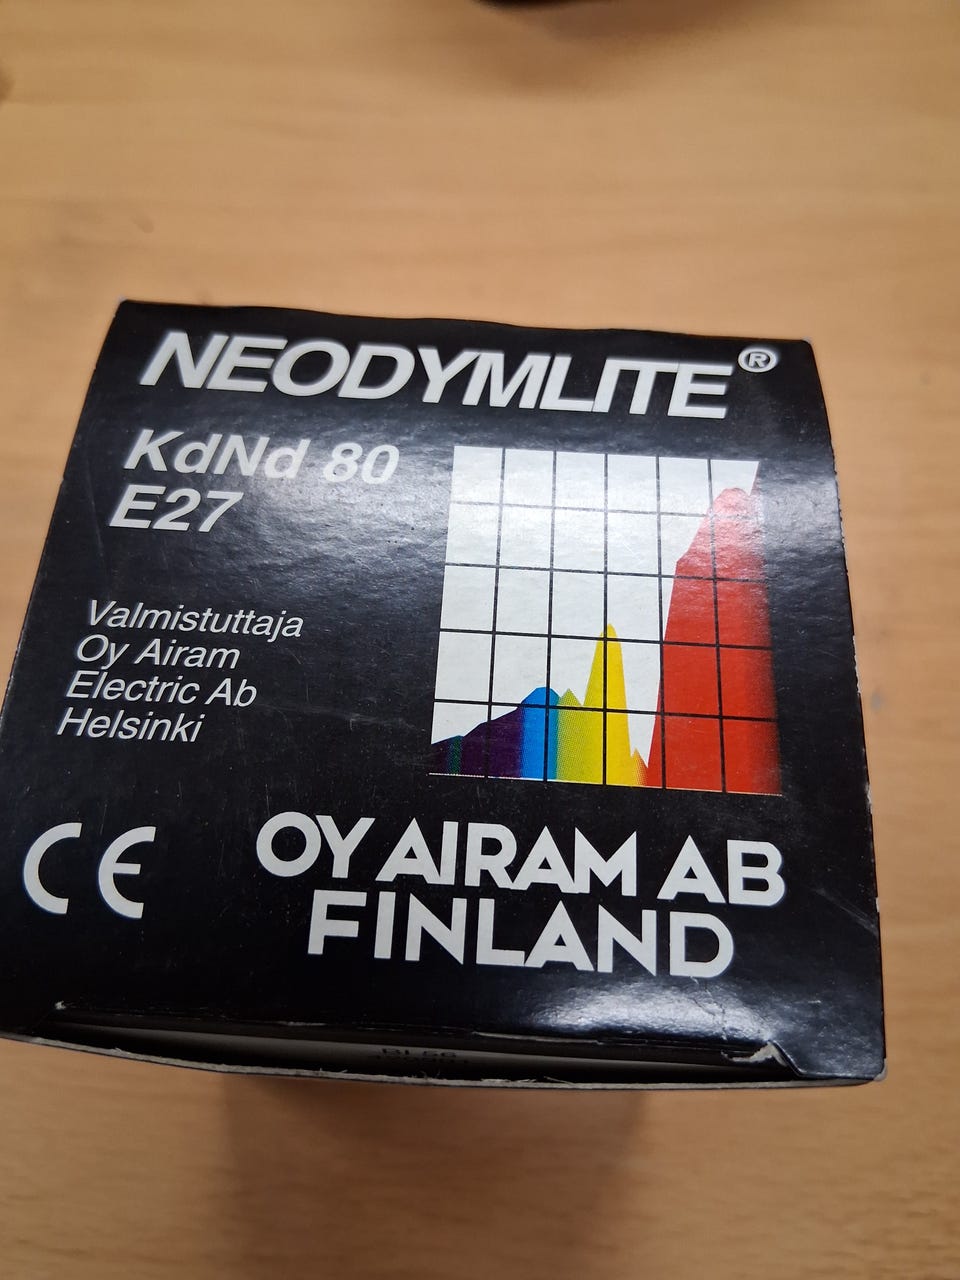 NEODYMLITE®
KdNd 80
E27
Valmistuttaja
Oy Airam
Electric Ab
Helsinki
CE
OY AIRAM AB
FINLAND